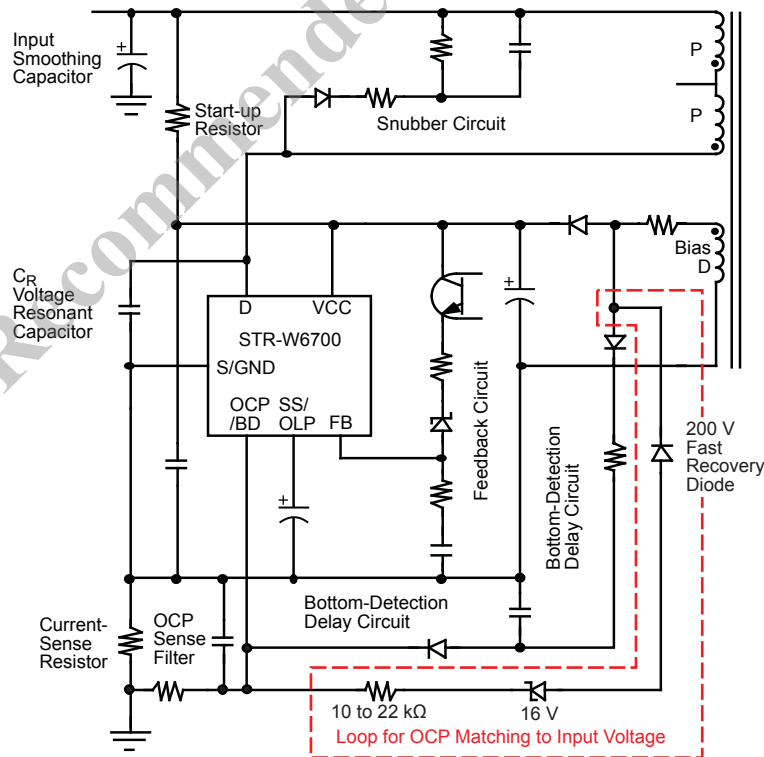 Recommende
Input
Smoothing
Capacitor
+
P
P
Start-up
Resistor
Snubber Circuit
Bias
D
CR
Voltage
Resonant
Capacitor
+
D
VCC
STR-W6700
S/GND
OCP
/BD
SS/
OLP
FB
+
Feedback Circuit
Bottom-Detection
Delay Circuit
200 V
Fast
Recovery
Diode
Bottom-Detection
Delay Circuit
Current-
Sense
Resistor
OCP
Sense
Filter
10 to 22 kΩ
16 V
Loop for OCP Matching to Input Voltage